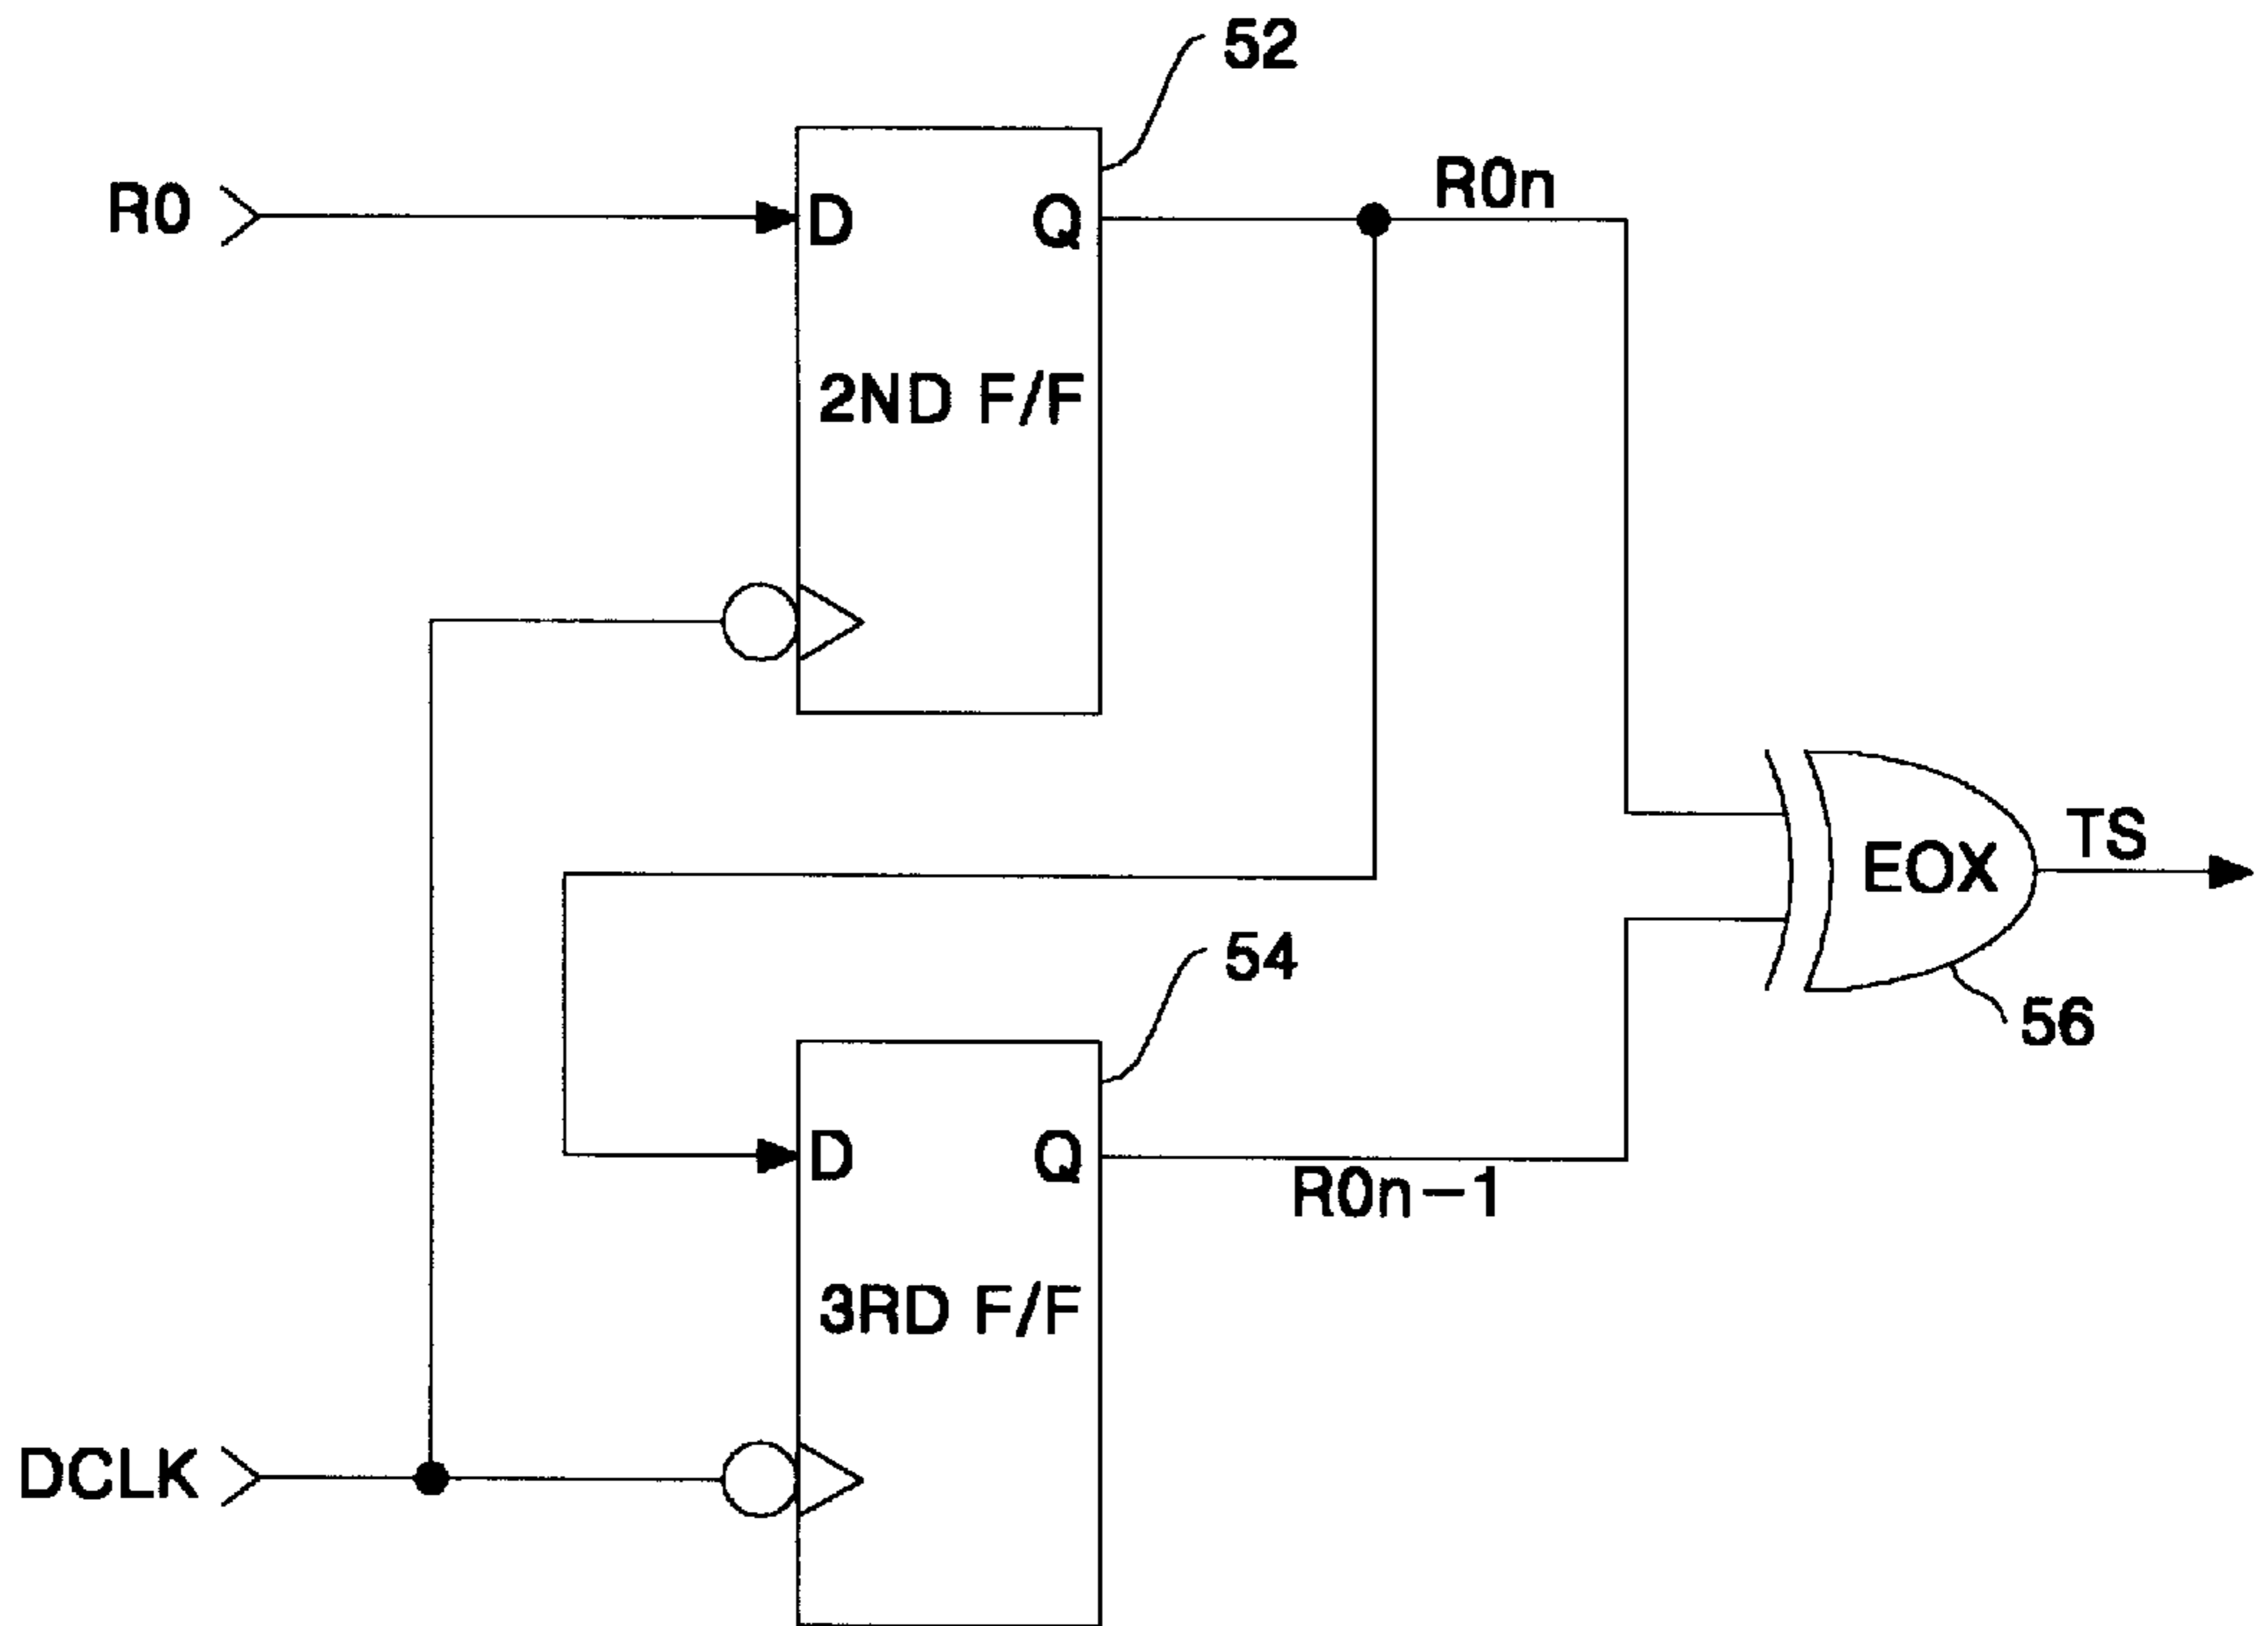 52
R0
D
Q
R0n
2ND F/F
EOX
TS
54
56
D
Q
R0n-1
3RD F/F
DCLK